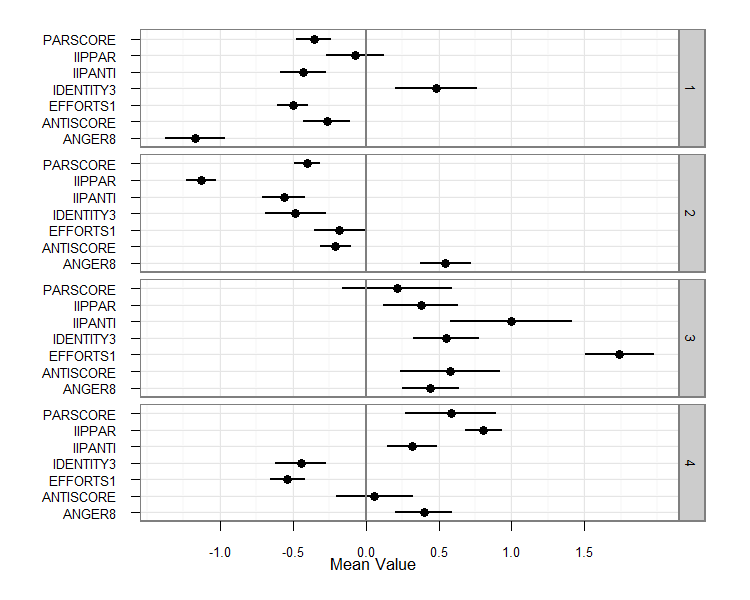 PARSCORE
IIPPAR
IIPANTI
IDENTITY3
EFFORTS1
ANTISCORE
ANGER8
1
PARSCORE
IIPPAR
IIPANTI
IDENTITY3
EFFORTS1
ANTISCORE
ANGER8
2
PARSCORE
IIPPAR
IIPANTI
IDENTITY3
EFFORTS1
ANTISCORE
ANGER8
3
PARSCORE
IIPPAR
IIPANTI
IDENTITY3
EFFORTS1
ANTISCORE
ANGER8
4
-1.0 -0.5 0.0 0.5 1.0 1.5
Mean Value